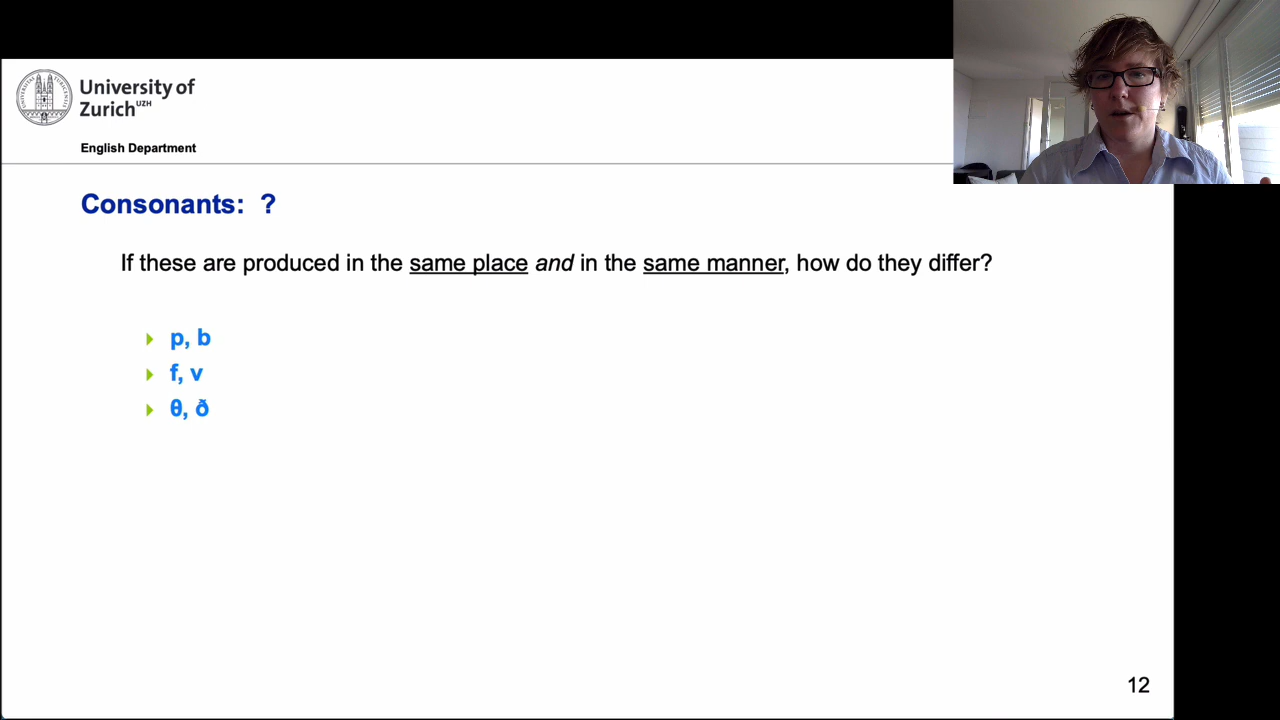 University of
Zurich UZH
English Department
Consonants: ?
If these are produced in the same place and in the same manner, how do they differ?
p, b
f, v
θ, ð
12